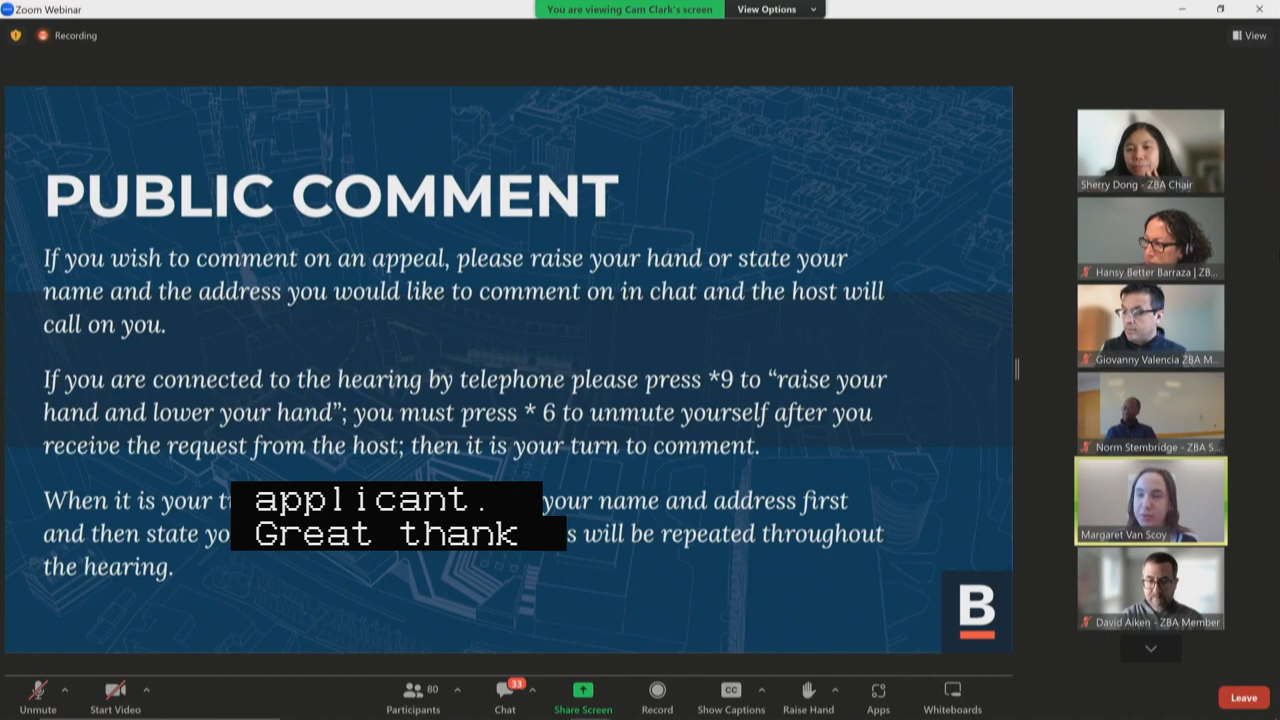 Zoom Webinar
You are viewing Cam Clark's screen
View Options
Recording
View
PUBLIC COMMENT
If you wish to comment on an appeal, please raise your hand or state your
name and the address you would like to comment on in chat and the host will
call on you.
If you are connected to the hearing by telephone please press *9 to “raise your
hand and lower your hand”; you must press * 6 to unmute yourself after you
receive the request from the host; then it is your turn to comment.
When it is your t your name and address first
and then state yo s will be repeated throughout
the hearing.
applicant.
Great thank
B
Sherry Dong - ZBA Chair
Hansy Better Barraza | ZB...
Giovanny Valencia ZBA M...
Norm Stembridge - ZBA S...
Margaret Van Scoy
David Aiken - ZBA Member
Unmute
Start Video
80
Participants
33
Chat
Share Screen
Record
CC
Show Captions
Raise Hand
Apps
Whiteboards
Leave